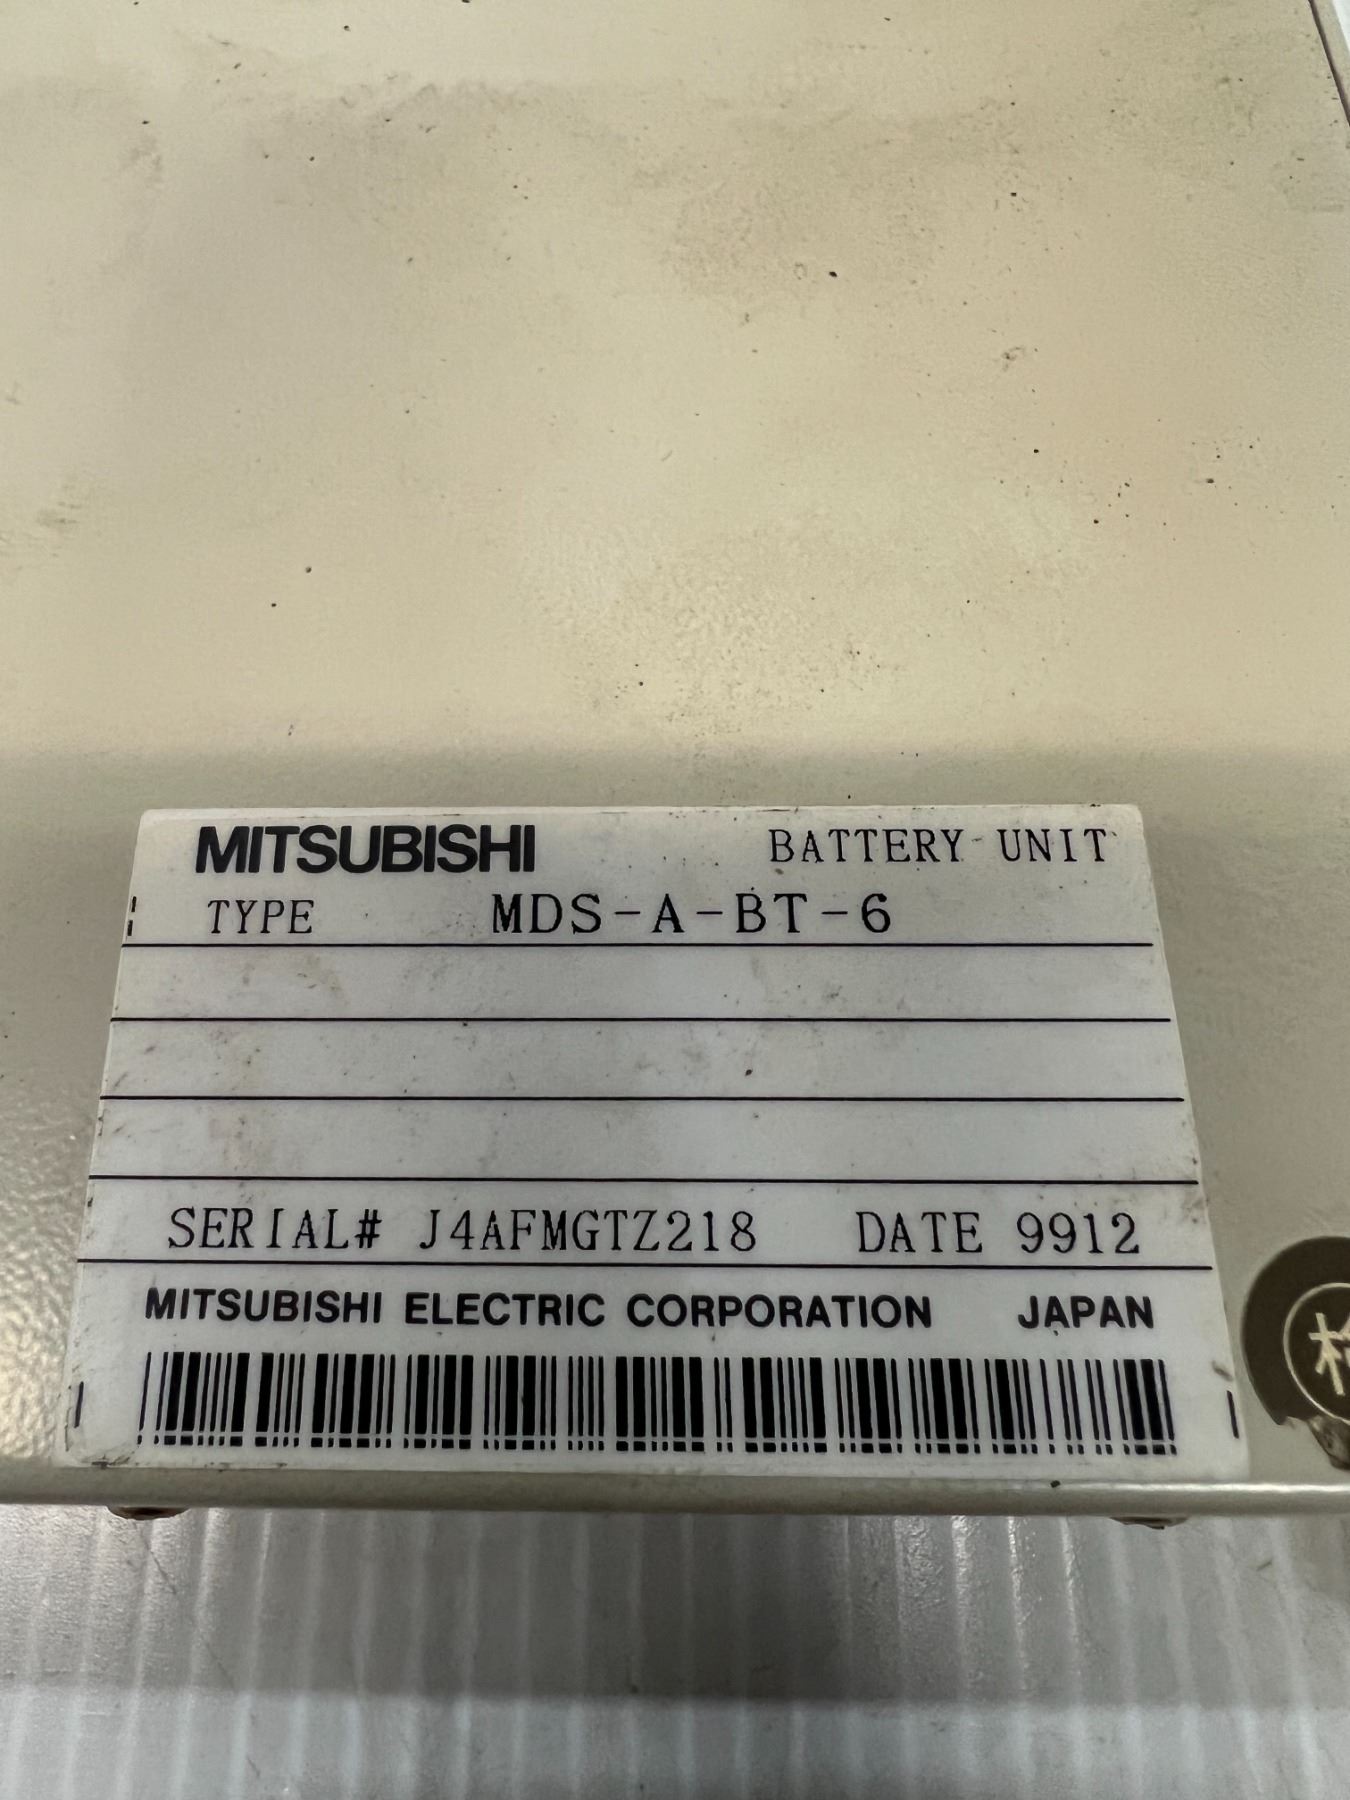 MITSUBISHI BATTERY UNIT
TYPE MDS-A-BT-6
SERIAL# J4AFMGTZ218 DATE 9912
MITSUBISHI ELECTRIC CORPORATION JAPAN